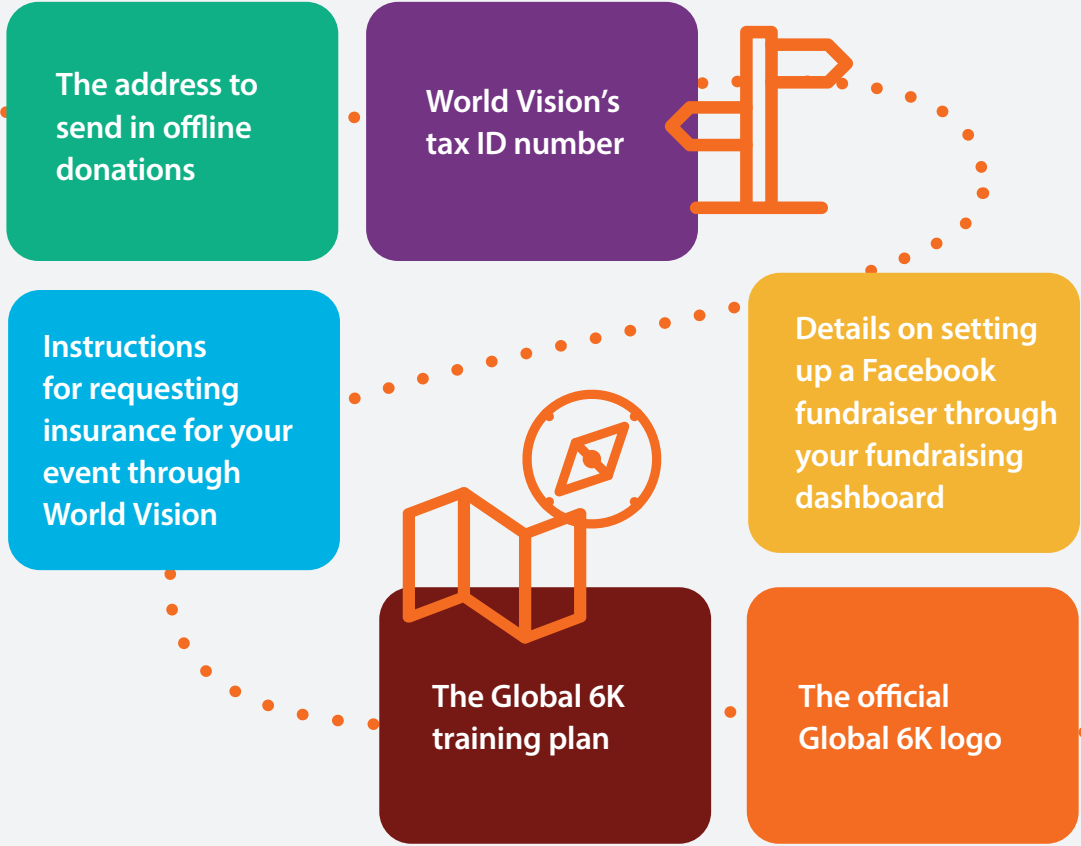 The address to
send in offline
donations
World Vision’s
tax ID number
Details on setting
up a Facebook
fundraiser through
your fundraising
dashboard
Instructions
for requesting
insurance for your
event through
World Vision
The Global 6K
training plan
The official
Global 6K logo